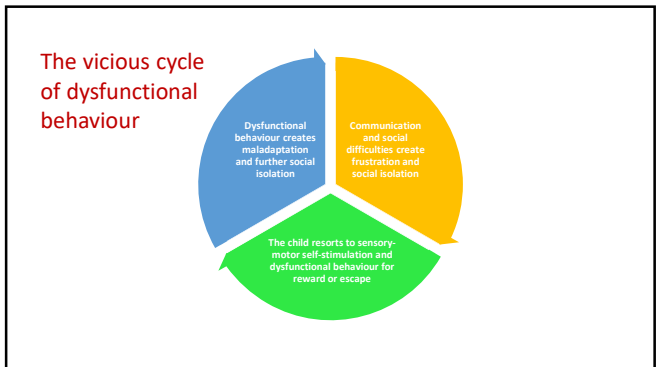 The vicious cycle
of dysfunctional
behaviour
Dysfunctional
behaviour creates
maladaptation
and further social
isolation
Communication
and social
difficulties create
frustration and
social isolation
The child resorts to sensory-
motor self-stimulation and
dysfunctional behaviour for
reward or escape